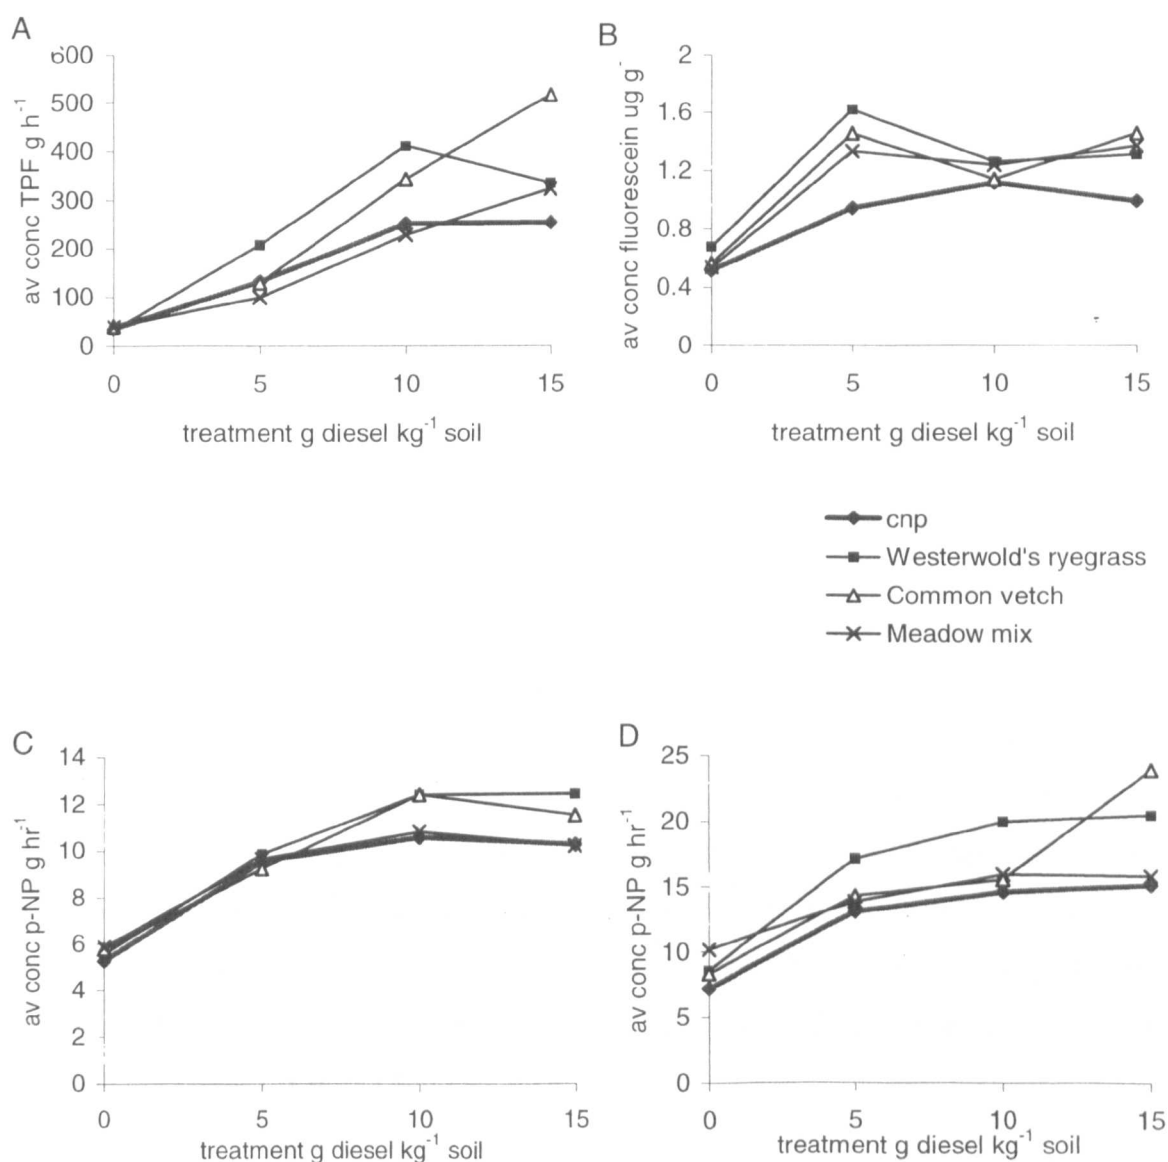 A
600
500
400
300
200
100
0
0 5 10 15
av conc TPF g h⁻¹
treatment g diesel kg⁻¹ soil
B
2
1.6
1.2
0.8
0.4
0
0 5 10 15
av conc fluorescein ug g⁻
treatment g diesel kg⁻¹ soil
cnp
Westerwold's ryegrass
Common vetch
Meadow mix
C
14
12
10
8
6
4
2
0
0 5 10 15
av conc p-NP g hr⁻¹
treatment g diesel kg⁻¹ soil
D
25
20
15
10
5
0
0 5 10 15
av conc p-NP g hr⁻¹
treatment g diesel kg⁻¹ soil